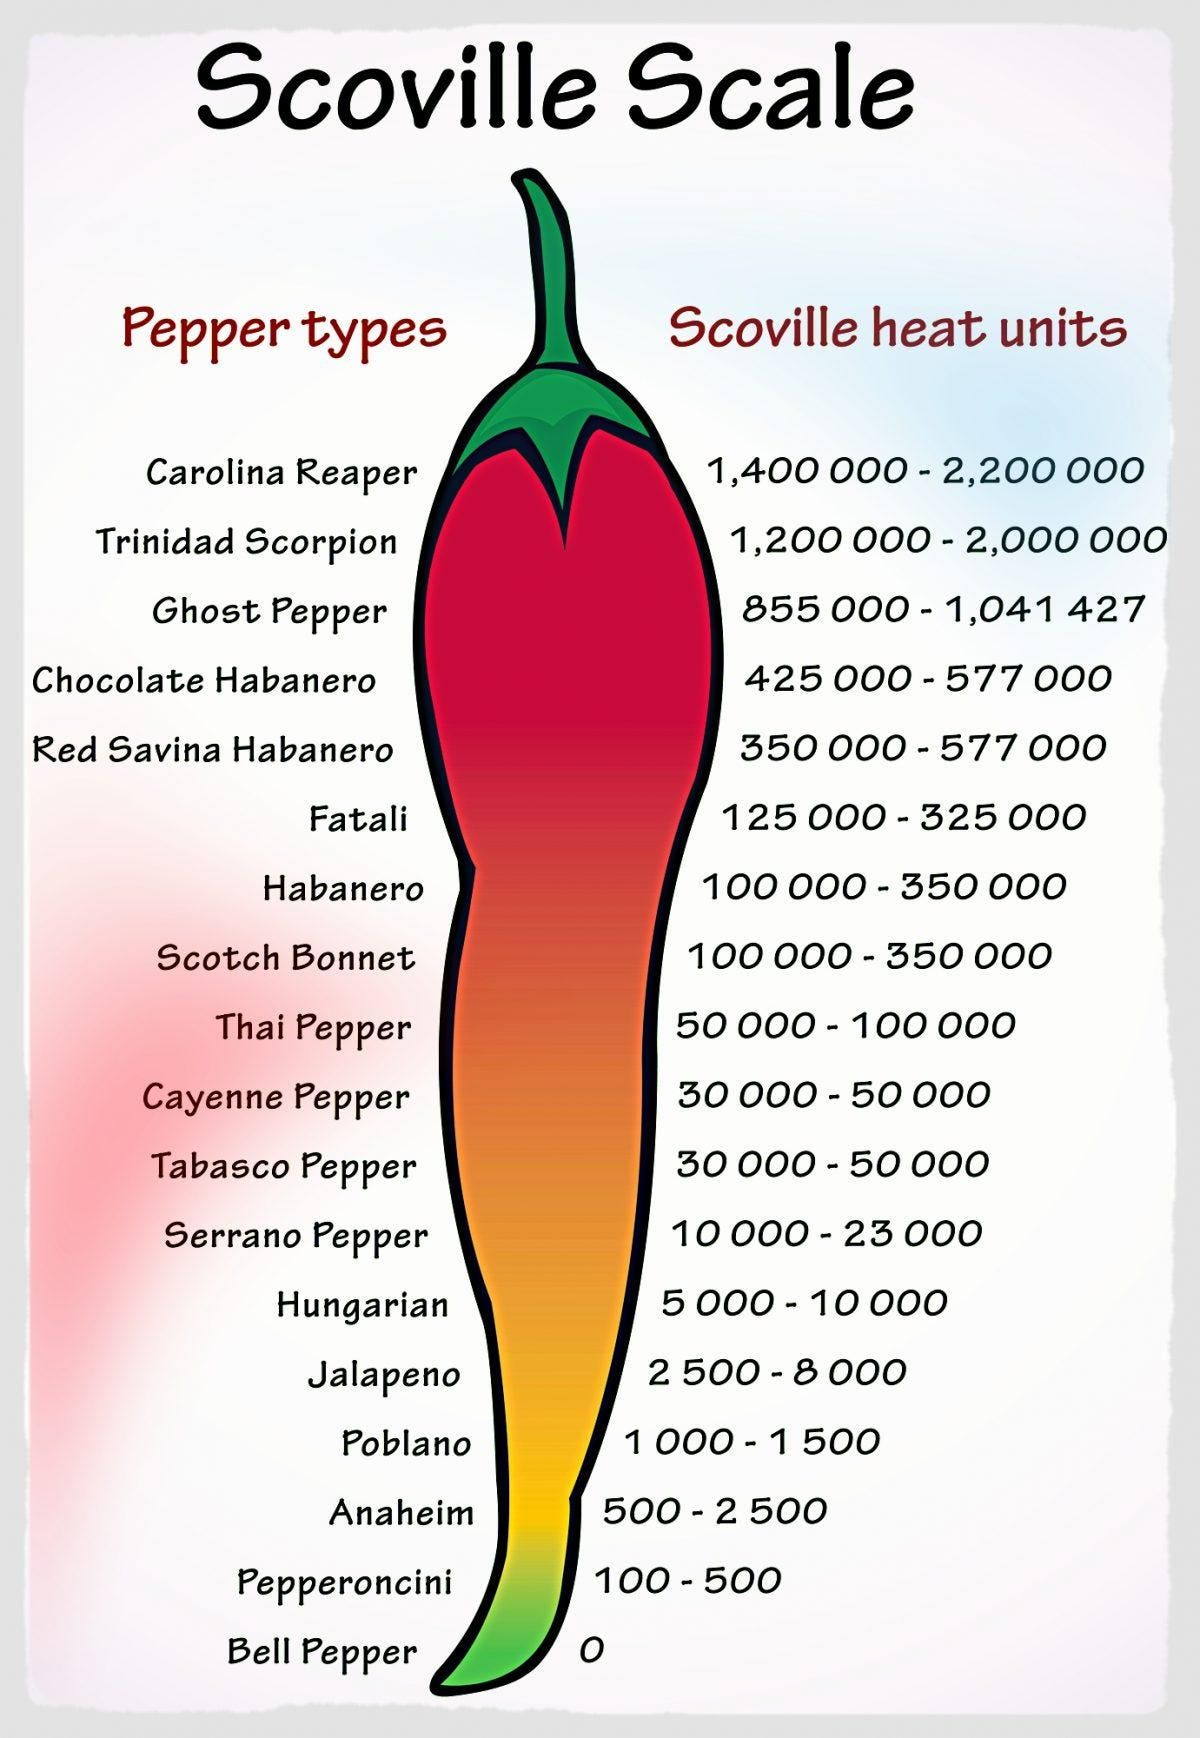 Scoville Scale
Pepper types Scoville heat units
Carolina Reaper 1,400 000 - 2,200 000
Trinidad Scorpion 1,200 000 - 2,000 000
Ghost Pepper 855 000 - 1,041 427
Chocolate Habanero 425 000 - 577 000
Red Savina Habanero 350 000 - 577 000
Fatali 125 000 - 325 000
Habanero 100 000 - 350 000
Scotch Bonnet 100 000 - 350 000
Thai Pepper 50 000 - 100 000
Cayenne Pepper 30 000 - 50 000
Tabasco Pepper 30 000 - 50 000
Serrano Pepper 10 000 - 23 000
Hungarian 5 000 - 10 000
Jalapeno 2 500 - 8 000
Poblano 1 000 - 1 500
Anaheim 500 - 2 500
Pepperoncini 100 - 500
Bell Pepper 0